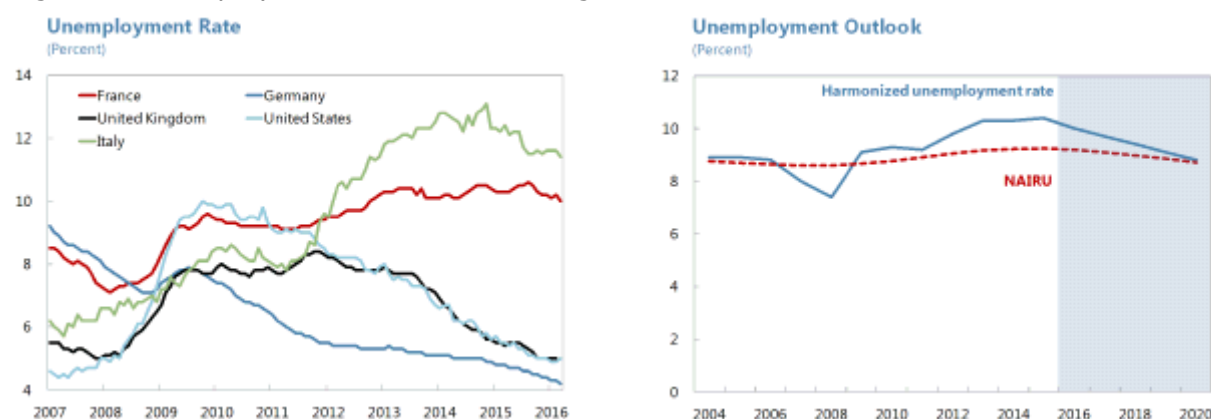 Unemployment Rate
(Percent)
14
12
10
8
6
4
France
Germany
United Kingdom
United States
Italy
2007 2008 2009 2010 2011 2012 2013 2014 2015 2016
Unemployment Outlook
(Percent)
12
10
8
6
4
2
0
Harmonized unemployment rate
NAIRU
2004 2006 2008 2010 2012 2014 2016 2018 2020